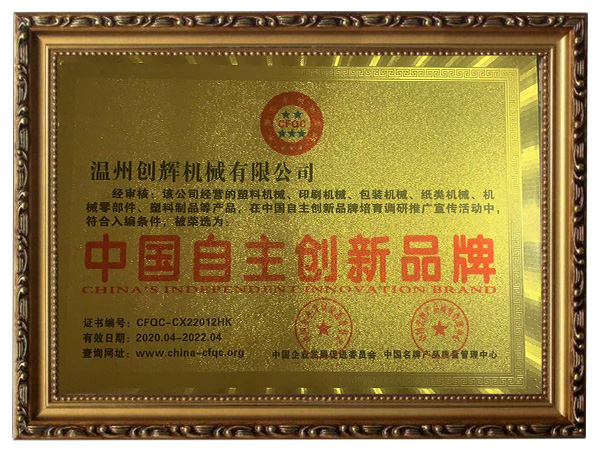 CFQC
温州创辉机械有限公司
经审核：该公司经营的塑料机械、印刷机械、包装机械、纸类机械、机
械零部件、塑料制品等产品，在中国自主创新品牌培育调研推广宣传活动中，
符合入编条件，被荣选为：
中国自主创新品牌
CHINA'S INDEPENDENT INNOVATION BRAND
证书编号：CFQC-CX22012HK
有效日期：2020.04-2022.04
查询网址：www.china-cfqc.org
中国企业发展促进委员会 中国名牌产品质量管理中心